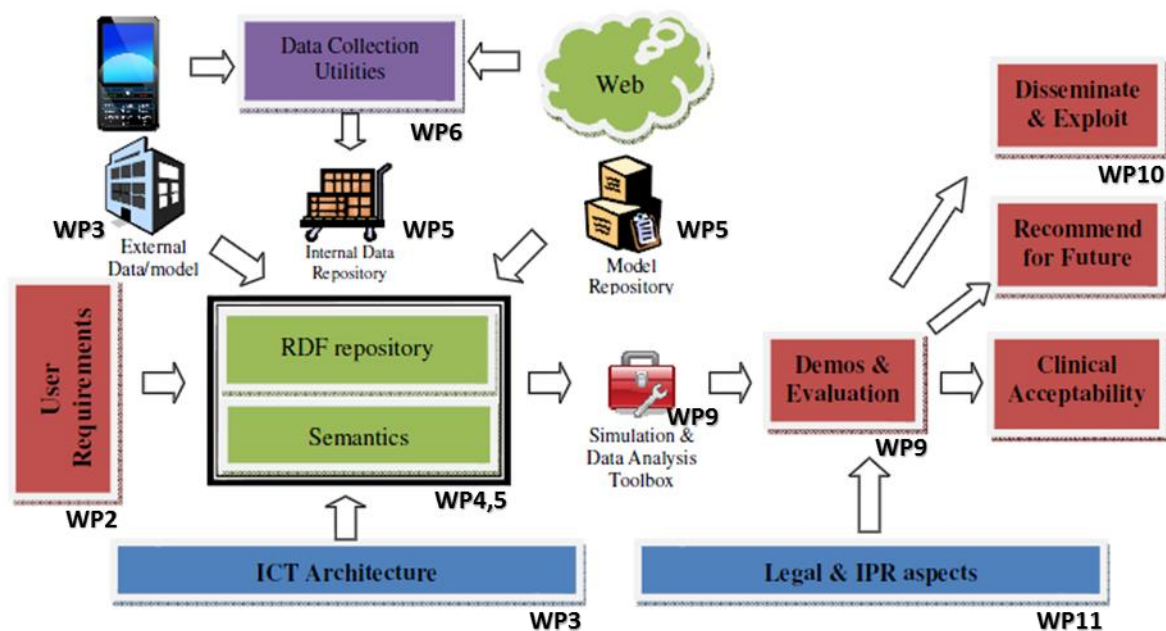 Data Collection
Utilities
WP6
Web
Disseminate
& Exploit
WP10
WP3
External
Data/model
WP5
Internal Data
Repository
WP5
Model
Repository
Recommend
for Future
User
Requirements
WP2
RDF repository
Semantics
WP4,5
WP9
Simulation &
Data Analysis
Toolbox
Demos &
Evaluation
WP9
Clinical
Acceptability
ICT Architecture
WP3
Legal & IPR aspects
WP11